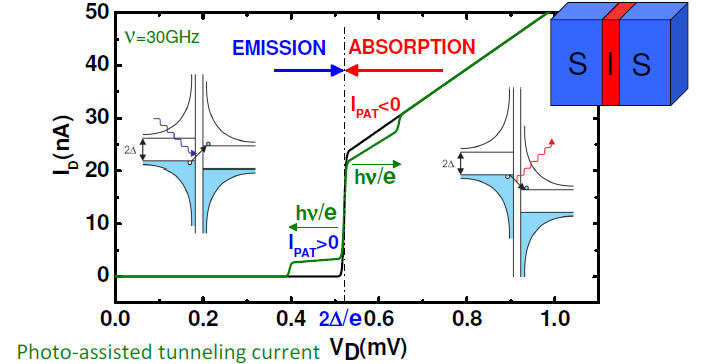 50
40
30
20
10
0
I_D(nA)
ν=30GHz
EMISSION
ABSORPTION
I_PAT<0
S I S
2Δ
hν/e
hν/e
I_PAT>0
2Δ
0.0 0.2 0.4 2Δ/e 0.6 0.8 1.0
Photo-assisted tunneling current V_D(mV)